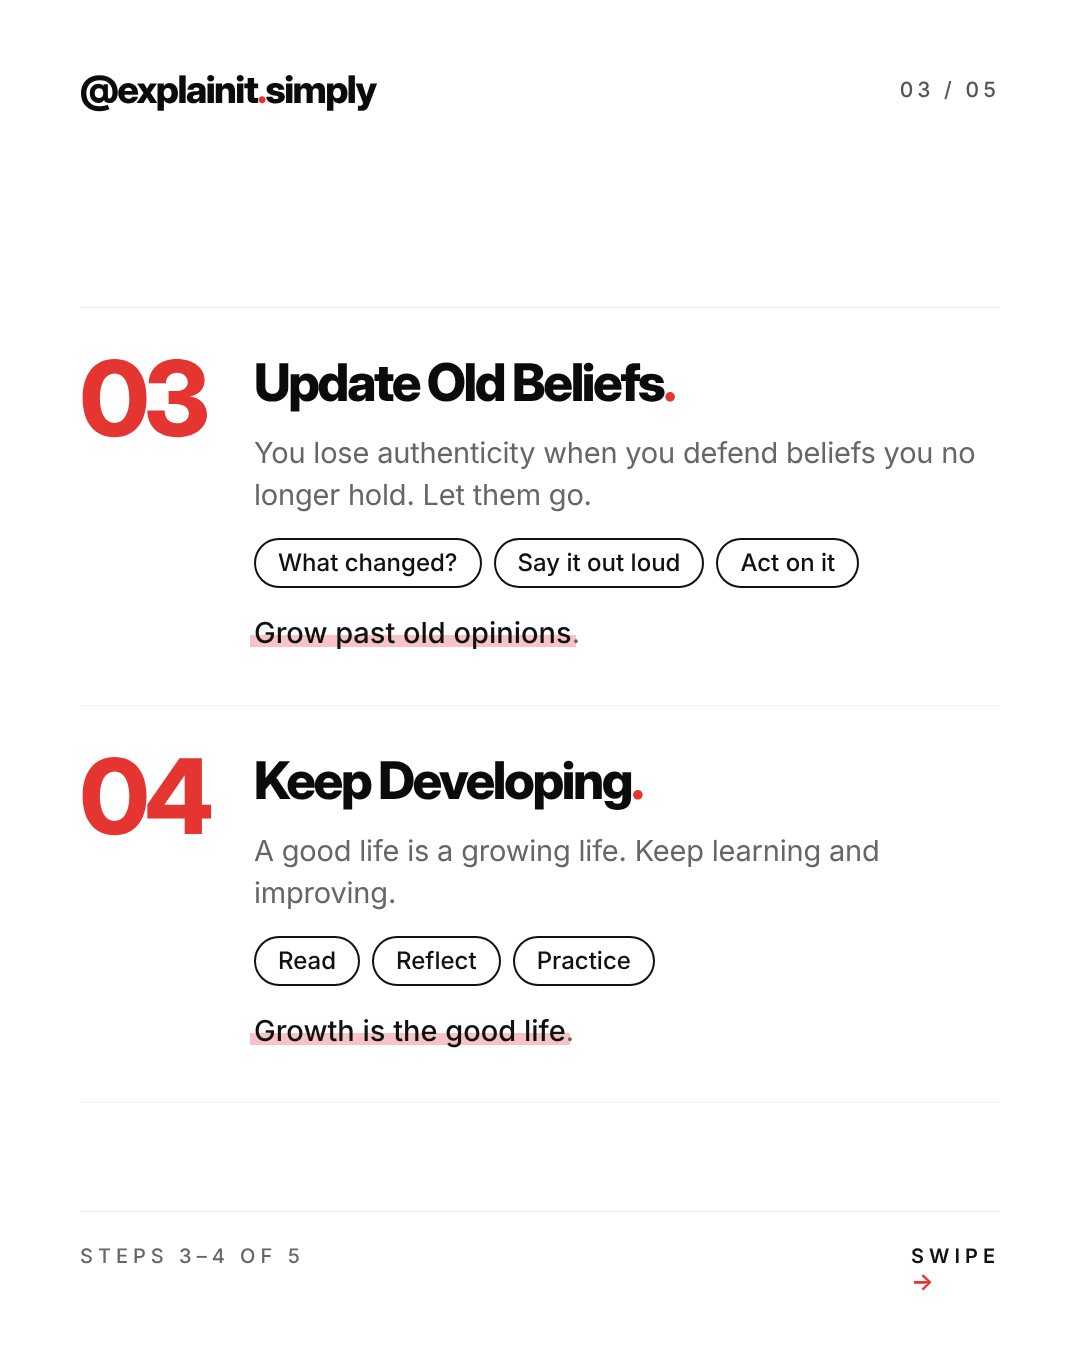 @explainit.simply
03 / 05
03
Update Old Beliefs.
You lose authenticity when you defend beliefs you no
longer hold. Let them go.
What changed? Say it out loud Act on it
Grow past old opinions.
04
Keep Developing.
A good life is a growing life. Keep learning and
improving.
Read Reflect Practice
Growth is the good life.
STEPS 3–4 OF 5
SWIPE
→